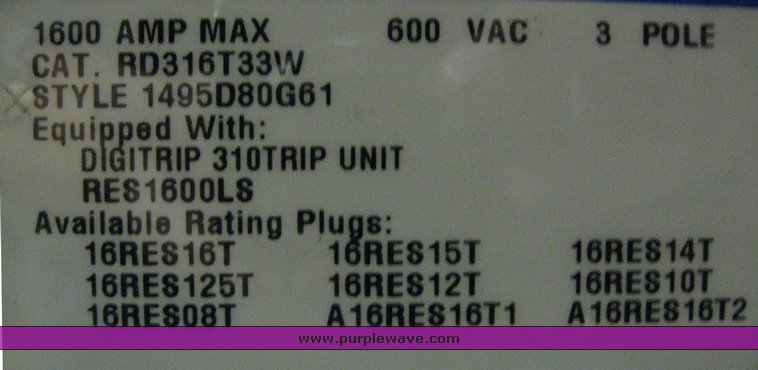 1600 AMP MAX 600 VAC 3 POLE
CAT. RD316T33W
STYLE 1495D80G61
Equipped With:
DIGITRIP 310TRIP UNIT
RES1600LS
Available Rating Plugs:
16RES16T 16RES15T 16RES14T
16RES125T 16RES12T 16RES10T
16RES08T A16RES16T1 A16RES16T2
www.purplewave.com